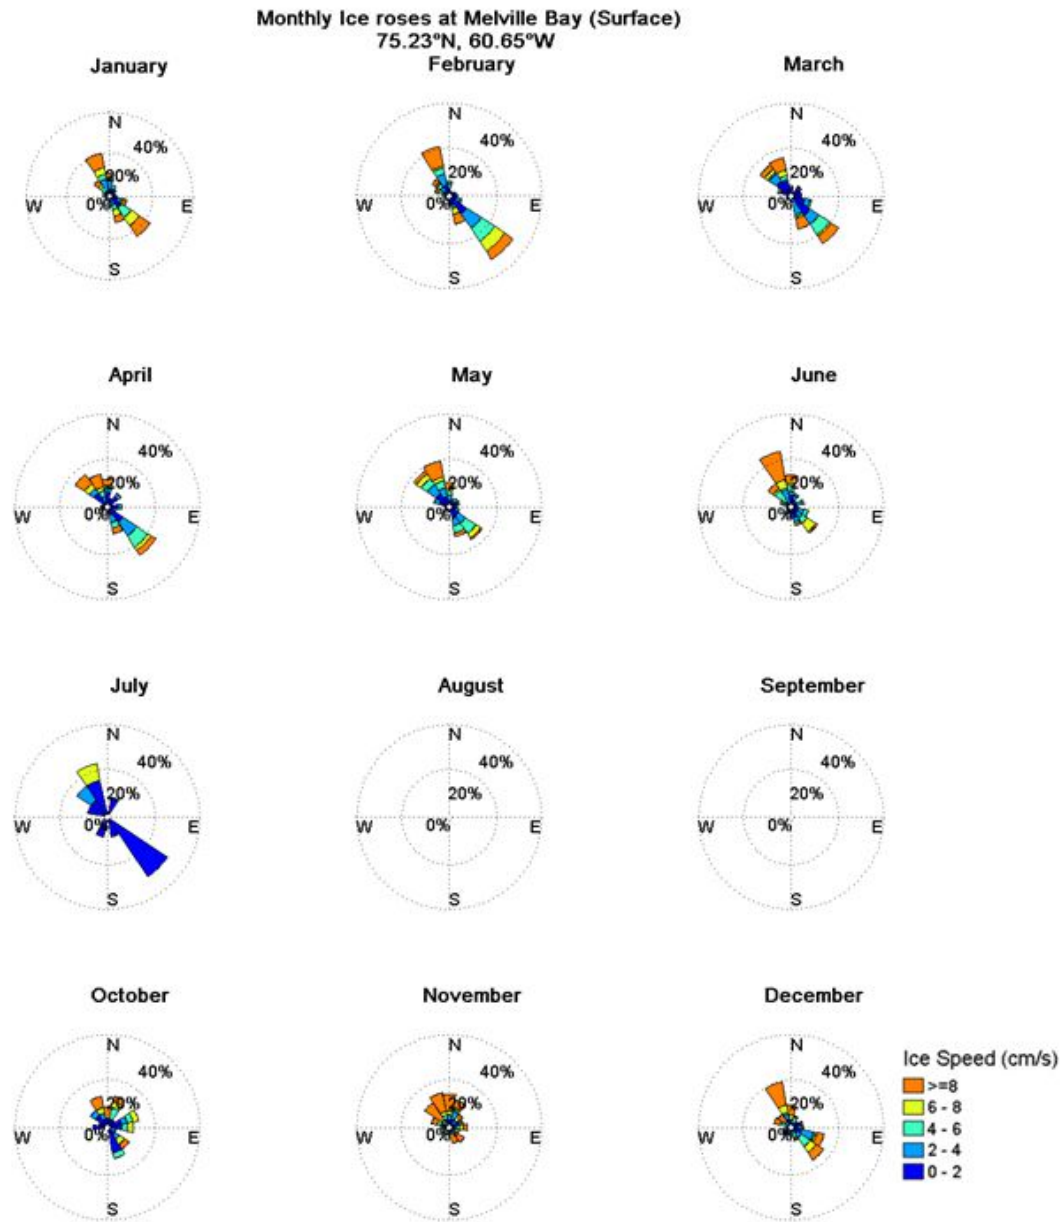 Monthly Ice roses at Melville Bay (Surface)
75.23°N, 60.65°W
January
February
March
N
40%
20%
0%
W
E
S
N
40%
20%
0%
W
E
S
N
40%
20%
0%
W
E
S
April
May
June
N
40%
20%
0%
W
E
S
N
40%
20%
0%
W
E
S
N
40%
20%
0%
W
E
S
July
August
September
N
40%
20%
0%
W
E
S
N
40%
20%
0%
W
E
S
N
40%
20%
0%
W
E
S
October
November
December
N
40%
20%
0%
W
E
S
N
40%
20%
0%
W
E
S
N
40%
20%
0%
W
E
S
Ice Speed (cm/s)
>=8
6 - 8
4 - 6
2 - 4
0 - 2